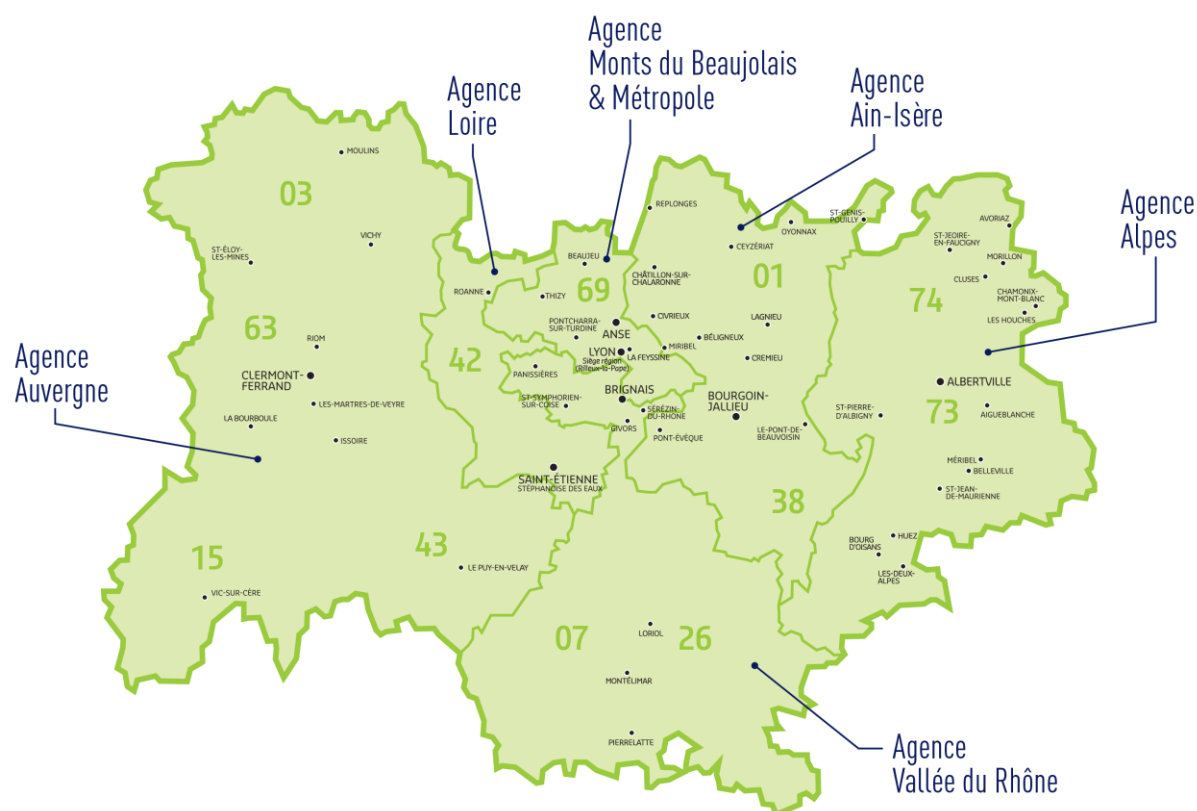 Agence
Monts du Beaujolais
& Métropole
Agence
Loire
Agence
Ain-Isère
Agence
Alpes
Agence
Auvergne
Agence
Vallée du Rhône
03
MOULINS
VICHY
ST-ÉLOY-
LES-MINES
63
RIOM
CLERMONT-
FERRAND
LES-MARTRES-DE-VEYRE
LA BOURBOULE
ISSOIRE
15
VIC-SUR-CÈRE
43
LE PUY-EN-VELAY
ROANNE
42
PANISSIÈRES
ST-SYMPHORIEN-
SUR-COISE
SAINT-ÉTIENNE
STÉPHANOISE DES EAUX
BEAUJEU
69
THIZY
PONTCHARRA-
SUR-TURDINE
ANSE
LYON
Siège région
(Rilleux-la-Pape)
LA FEYSSINE
BRIGNAIS
GIVORS
SÉRÉZIN-
DU-RHÔNE
PONT-ÉVÊQUE
REPLONGES
CEYZÉRIAT
OYONNAX
ST-GENIS-
POUILLY
CHÂTILLON-SUR-
CHALARONNE
01
CIVRIEUX
LAGNIEU
BÉLIGNEUX
MIRIBEL
CREMIEU
BOURGOIN-
JALLIEU
LE-PONT-DE-
BEAUVOISIN
38
AVORIAZ
ST-JEOIRE-
EN-FAUCIGNY
MORILLON
CLUSES
74
CHAMONIX-
MONT-BLANC
LES HOUCHES
ALBERTVILLE
ST-PIERRE-
D'ALBIGNY
73
AIGUEBLANCHE
MÉRIBEL
BELLEVILLE
ST-JEAN-
DE-MAURIENNE
HUEZ
BOURG
D'OISANS
LES-DEUX-
ALPES
07
26
LORIOL
MONTÉLIMAR
PIERRELATTE